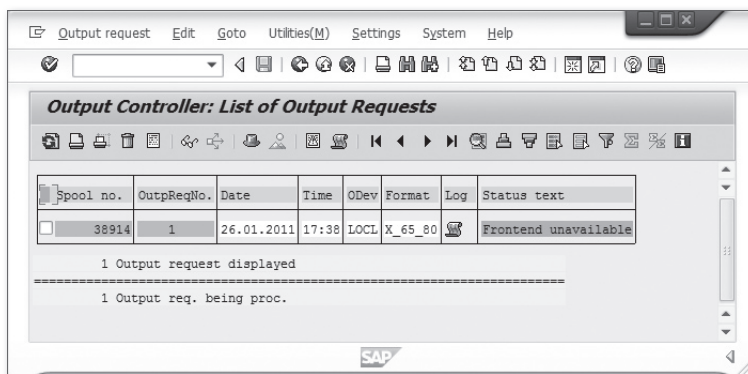 Output request Edit Goto Utilities(M) Settings System Help
Output Controller: List of Output Requests
Spool no. OutpReqNo. Date Time ODev Format Log Status text
38914 1 26.01.2011 17:38 LOCL X_65_80 Frontend unavailable
1 Output request displayed
1 Output req. being proc.
SAP